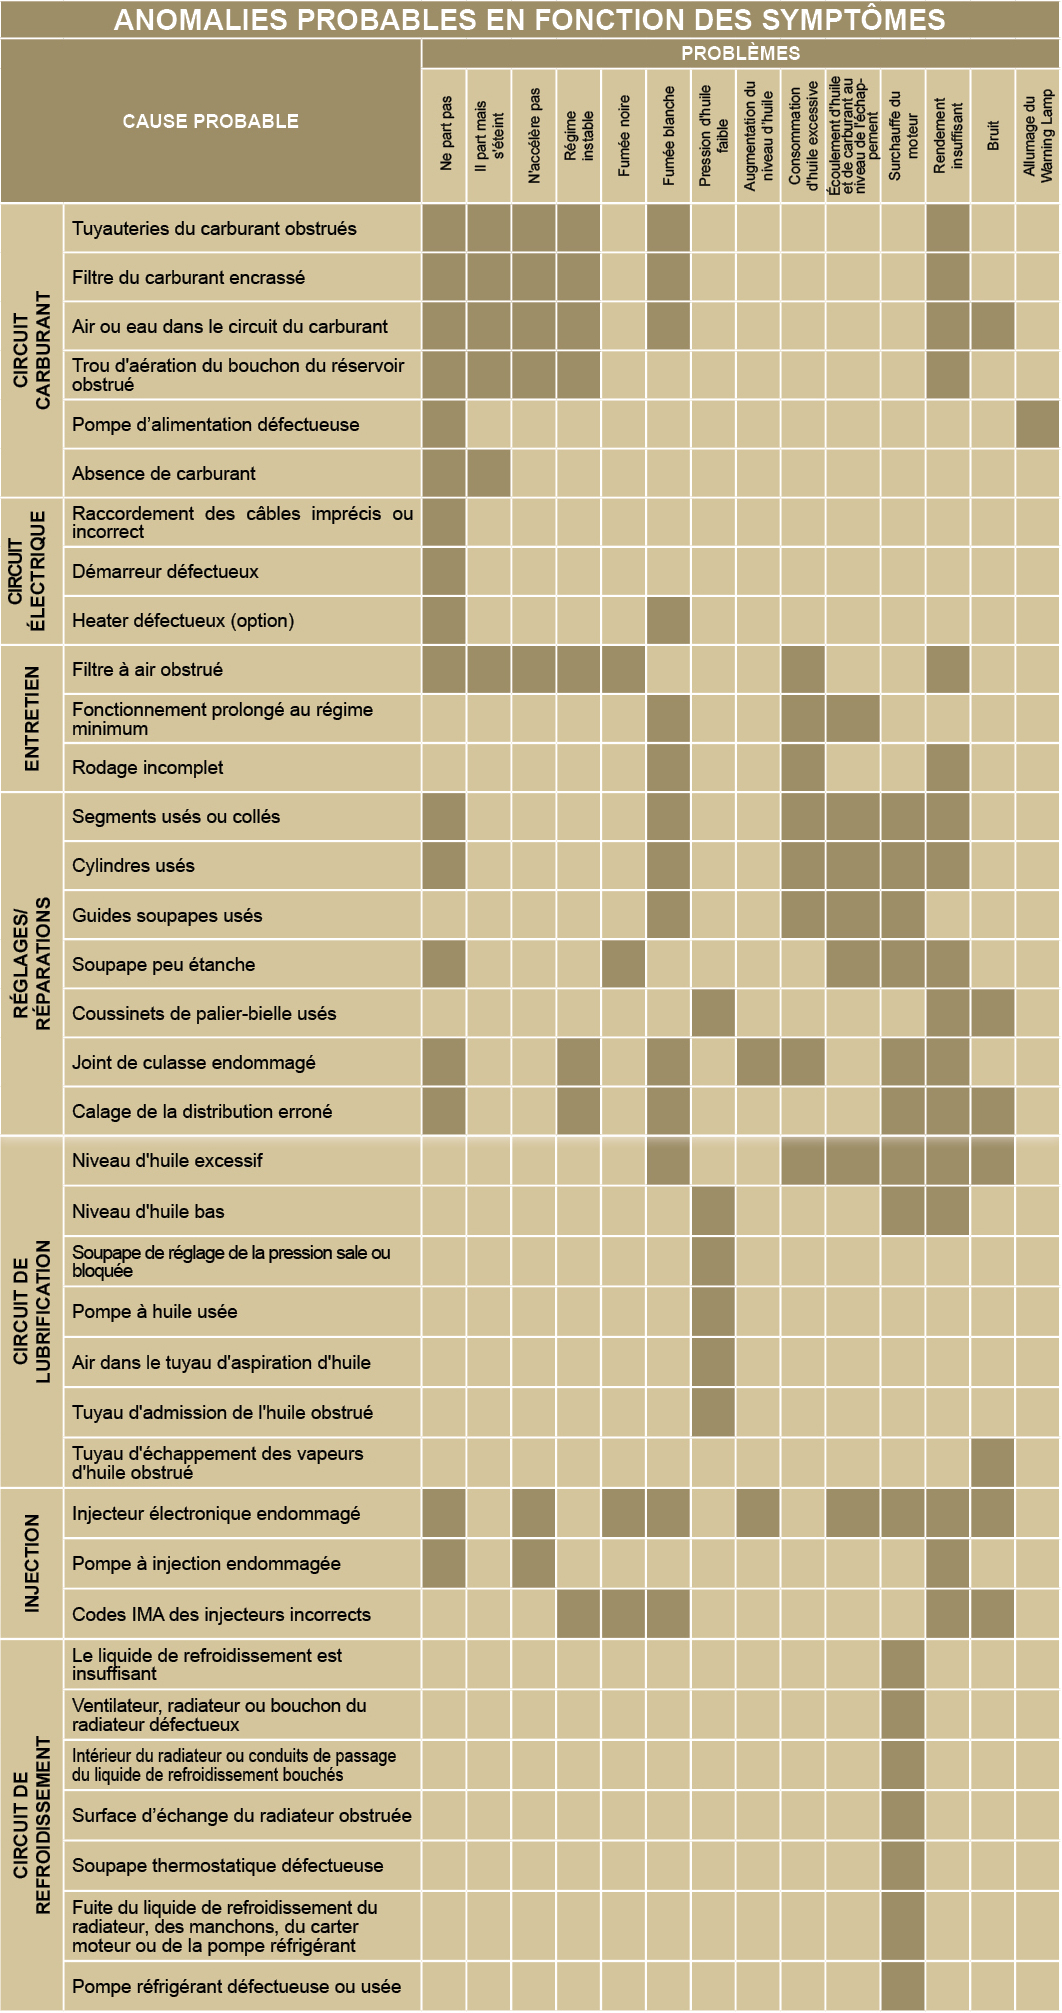 ANOMALIES PROBABLES EN FONCTION DES SYMPTÔMES
CAUSE PROBABLE
PROBLÈMES
Ne part pas
Il part mais
s'éteint
N'accélère pas
Régime
instable
Fumée noire
Fumée blanche
Pression d'huile
faible
Augmentation du
niveau d'huile
Consommation
d'huile excessive
Écoulement d'huile
et de carburant au
niveau de l'échap-
pement
Surchauffe du
moteur
Rendement
insuffisant
Bruit
Allumage du
Warning Lamp
CIRCUIT
CARBURANT
Tuyauteries du carburant obstrués
Filtre du carburant encrassé
Air ou eau dans le circuit du carburant
Trou d'aération du bouchon du réservoir
obstrué
Pompe d’alimentation défectueuse
Absence de carburant
CIRCUIT
ÉLECTRIQUE
Raccordement des câbles imprécis ou
incorrect
Démarreur défectueux
Heater défectueux (option)
ENTRETIEN
Filtre à air obstrué
Fonctionnement prolongé au régime
minimum
Rodage incomplet
RÉGLAGES/
RÉPARATIONS
Segments usés ou collés
Cylindres usés
Guides soupapes usés
Soupape peu étanche
Coussinets de palier-bielle usés
Joint de culasse endommagé
Calage de la distribution erroné
CIRCUIT DE
LUBRIFICATION
Niveau d'huile excessif
Niveau d'huile bas
Soupape de réglage de la pression sale ou
bloquée
Pompe à huile usée
Air dans le tuyau d'aspiration d'huile
Tuyau d'admission de l'huile obstrué
Tuyau d'échappement des vapeurs
d'huile obstrué
INJECTION
Injecteur électronique endommagé
Pompe à injection endommagée
Codes IMA des injecteurs incorrects
CIRCUIT DE
REFROIDISSEMENT
Le liquide de refroidissement est
insuffisant
Ventilateur, radiateur ou bouchon du
radiateur défectueux
Intérieur du radiateur ou conduits de passage
du liquide de refroidissement bouchés
Surface d’échange du radiateur obstruée
Soupape thermostatique défectueuse
Fuite du liquide de refroidissement du
radiateur, des manchons, du carter
moteur ou de la pompe réfrigérant
Pompe réfrigérant défectueuse ou usée